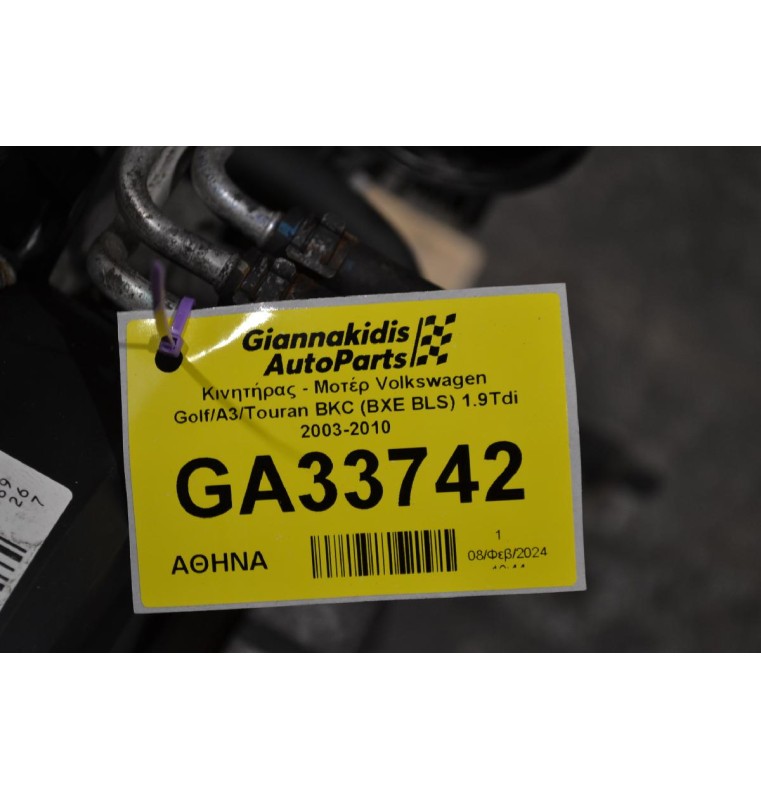 Giannakidis
AutoParts
Κινητήρας - Μοτέρ Volkswagen
Golf/A3/Touran BKC (BXE BLS) 1.9Tdi
2003-2010
GA33742
ΑΘΗΝΑ
1
08/Φεβ/2024